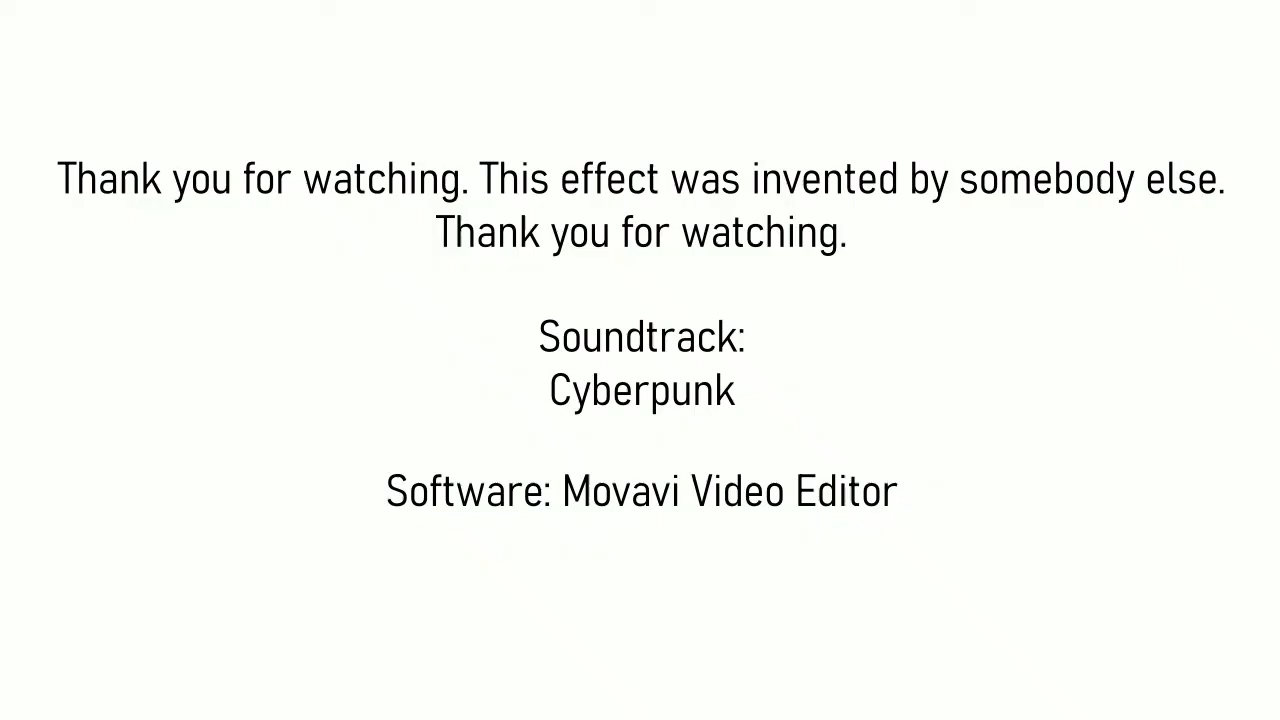 Thank you for watching. This effect was invented by somebody else.
Thank you for watching.
Soundtrack:
Cyberpunk
Software: Movavi Video Editor